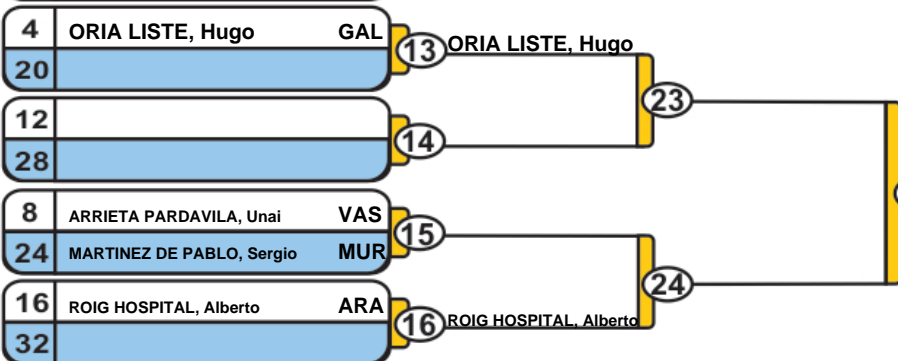 4 ORIA LISTE, Hugo GAL
20
13 ORIA LISTE, Hugo
23
12
28
14
8 ARRIETA PARDAVILA, Unai VAS
24 MARTINEZ DE PABLO, Sergio MUR
15
24
16 ROIG HOSPITAL, Alberto ARA
32
16 ROIG HOSPITAL, Alberto